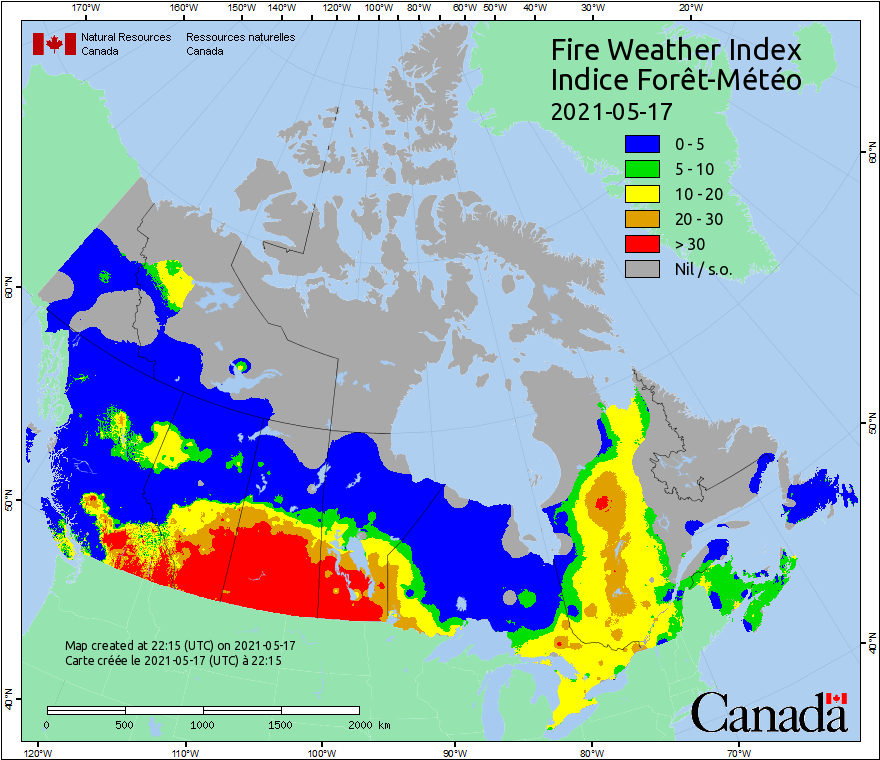 170°W 160°W 150°W 140°W 130°W 120°W 110°W 100°W 90°W 80°W 70°W 60°W 50°W 40°W 30°W 20°W
Natural Resources Ressources naturelles
Canada Canada
Fire Weather Index
Indice Forêt-Météo
2021-05-17
0 - 5
5 - 10
10 - 20
20 - 30
> 30
Nil / s.o.
60°N
60°N
50°N
50°N
40°N
40°N
Map created at 22:15 (UTC) on 2021-05-17
Carte créée le 2021-05-17 (UTC) à 22:15
0 500 1000 1500 2000 km
Canada
120°W 110°W 100°W 90°W 80°W 70°W